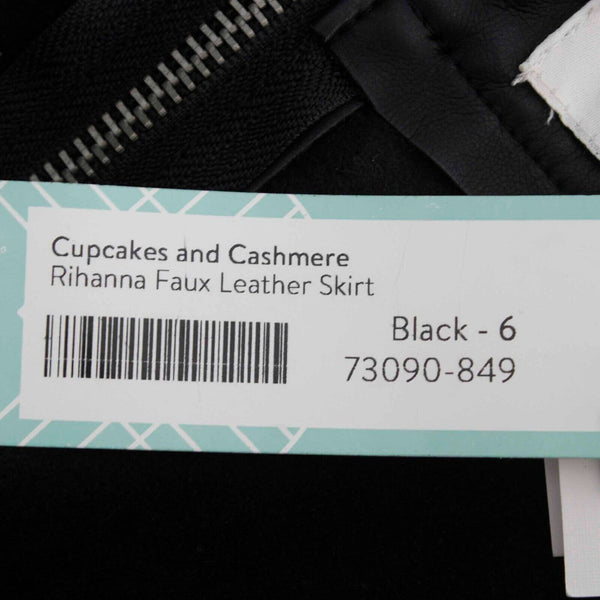 Cupcakes and Cashmere
Rihanna Faux Leather Skirt
Black - 6
73090-849